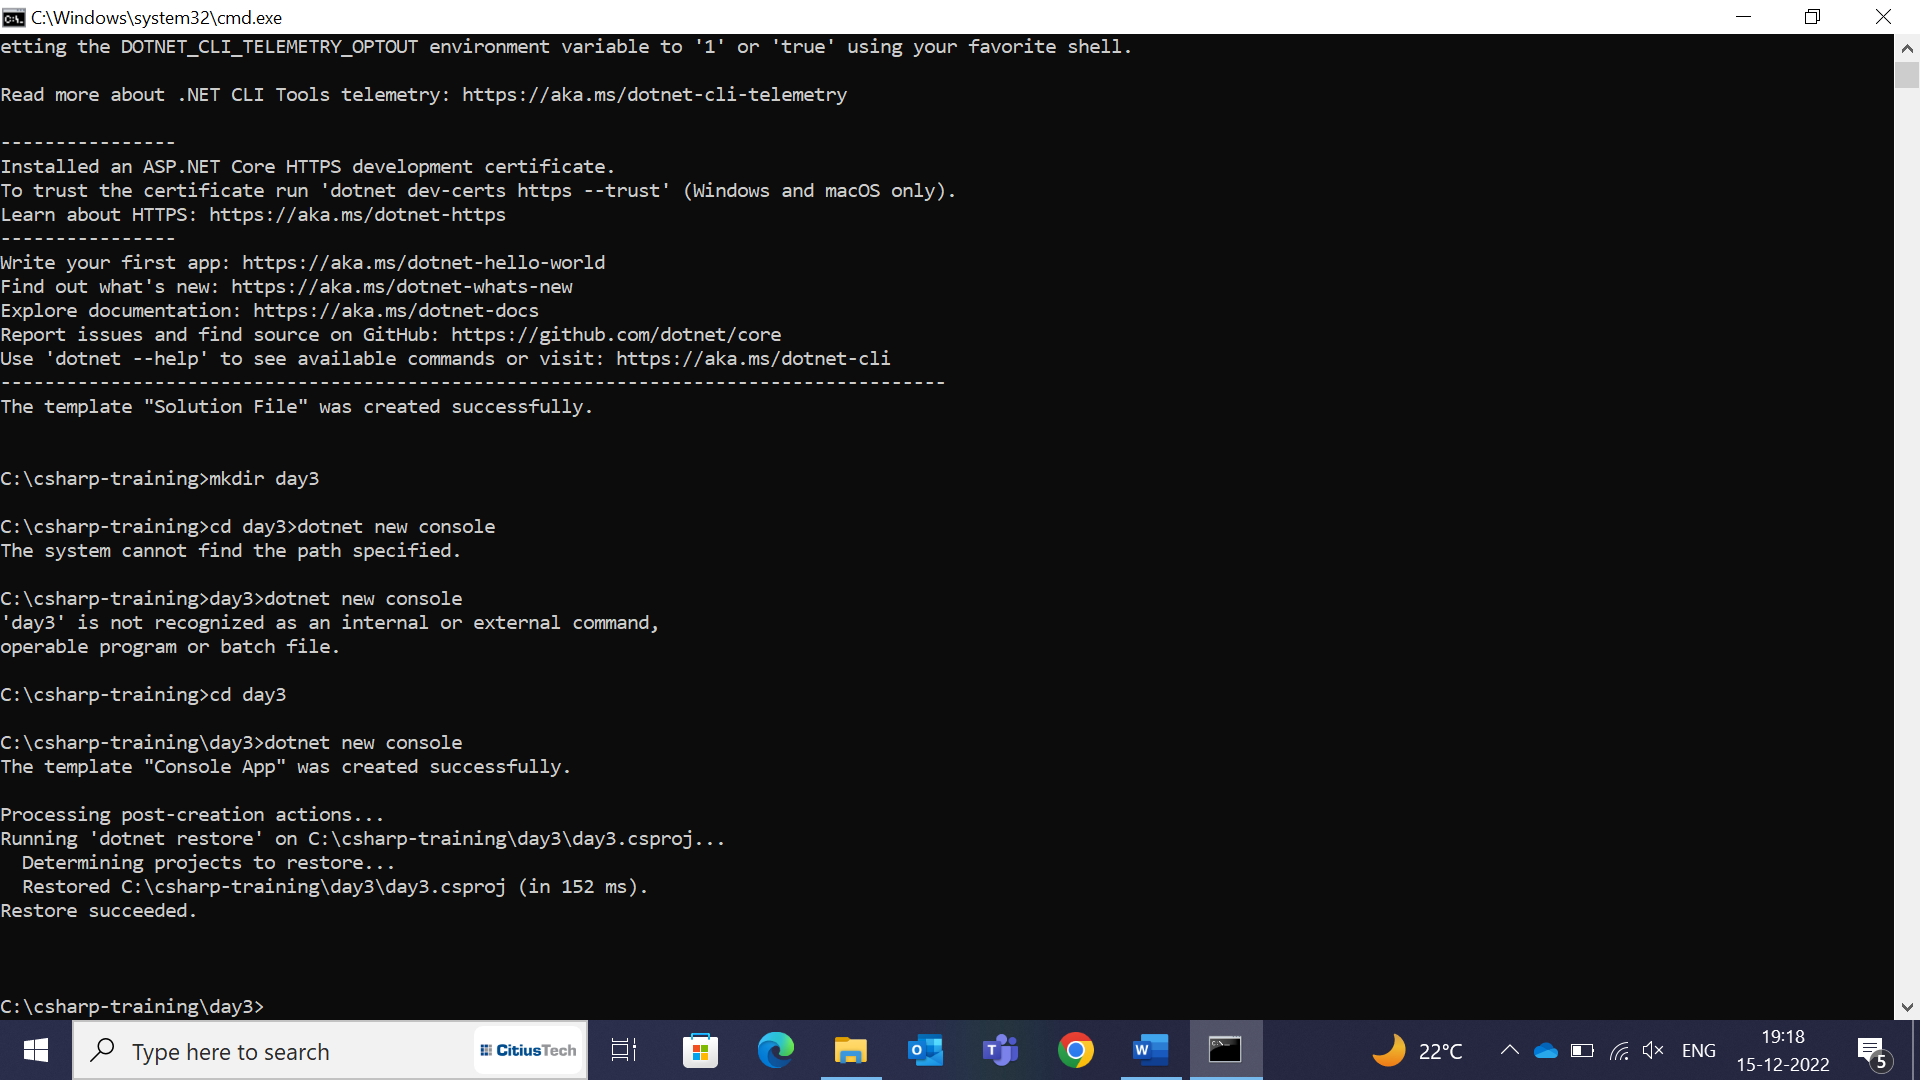 C:\Windows\system32\cmd.exe
etting the DOTNET_CLI_TELEMETRY_OPTOUT environment variable to '1' or 'true' using your favorite shell.
Read more about .NET CLI Tools telemetry: https://aka.ms/dotnet-cli-telemetry
----------------
Installed an ASP.NET Core HTTPS development certificate.
To trust the certificate run 'dotnet dev-certs https --trust' (Windows and macOS only).
Learn about HTTPS: https://aka.ms/dotnet-https
----------------
Write your first app: https://aka.ms/dotnet-hello-world
Find out what's new: https://aka.ms/dotnet-whats-new
Explore documentation: https://aka.ms/dotnet-docs
Report issues and find source on GitHub: https://github.com/dotnet/core
Use 'dotnet --help' to see available commands or visit: https://aka.ms/dotnet-cli
--------------------------------------------------------------------------------------
The template "Solution File" was created successfully.
C:\csharp-training>mkdir day3
C:\csharp-training>cd day3>dotnet new console
The system cannot find the path specified.
C:\csharp-training>day3>dotnet new console
'day3' is not recognized as an internal or external command,
operable program or batch file.
C:\csharp-training>cd day3
C:\csharp-training\day3>dotnet new console
The template "Console App" was created successfully.
Processing post-creation actions...
Running 'dotnet restore' on C:\csharp-training\day3\day3.csproj...
  Determining projects to restore...
  Restored C:\csharp-training\day3\day3.csproj (in 152 ms).
Restore succeeded.
C:\csharp-training\day3>
Type here to search
CitiusTech
22°C
ENG
19:18
15-12-2022
5